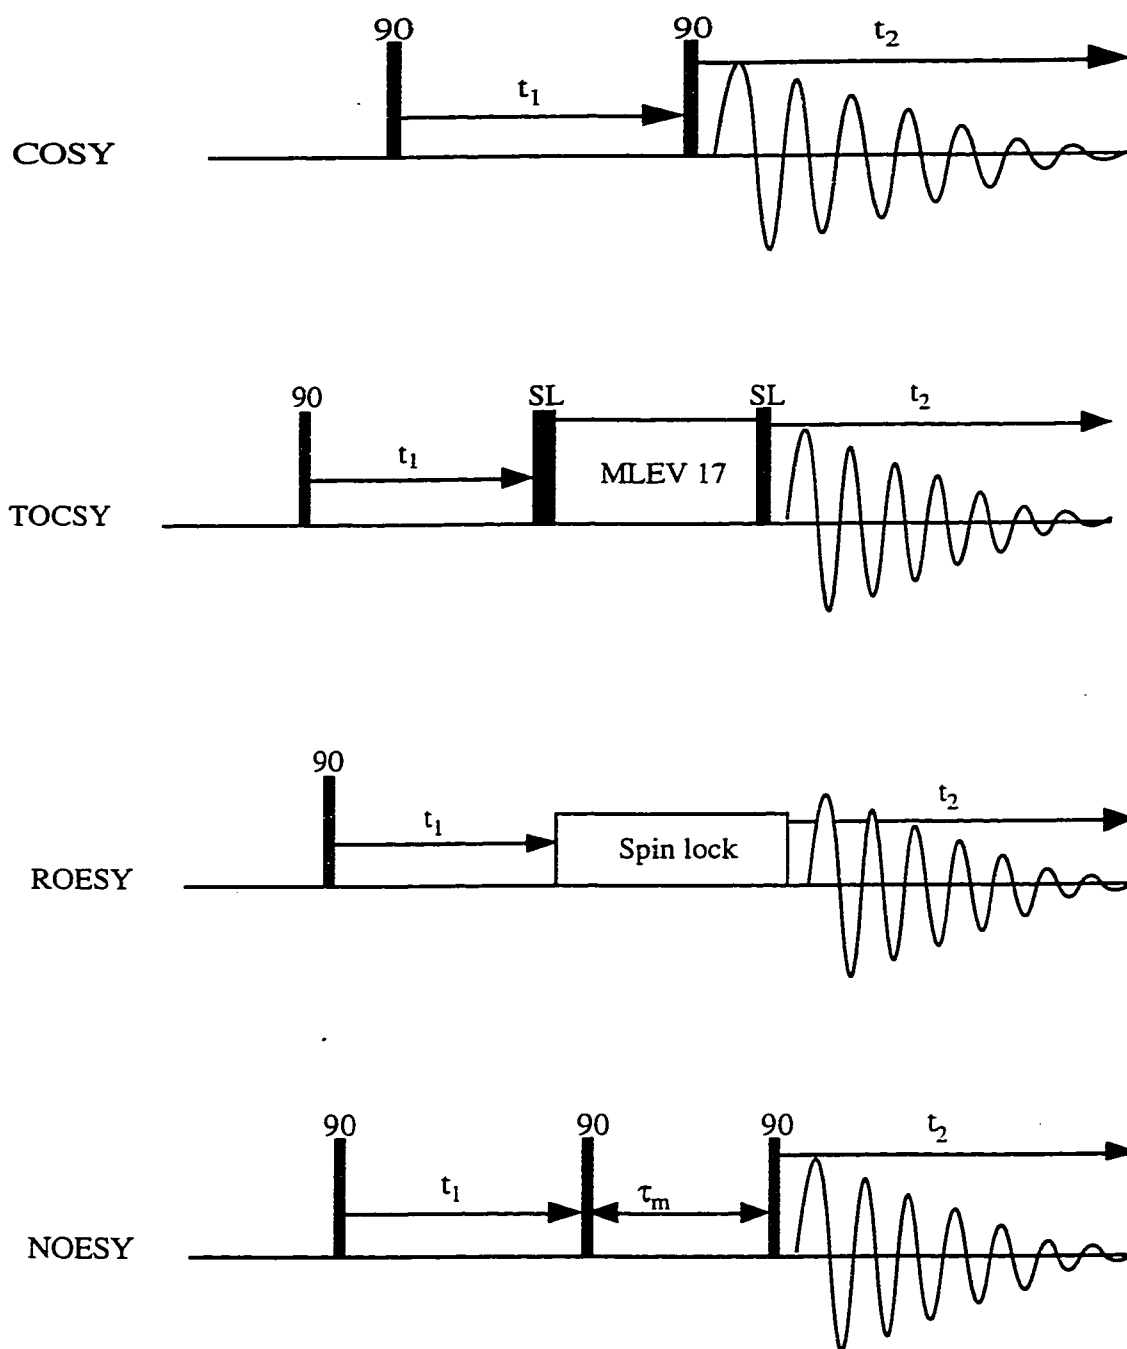 90 90 t2
t1
COSY
90 SL SL t2
t1 MLEV 17
TOCSY
90
t1 t2
Spin lock
ROESY
90 90 90 t2
t1 τm
NOESY